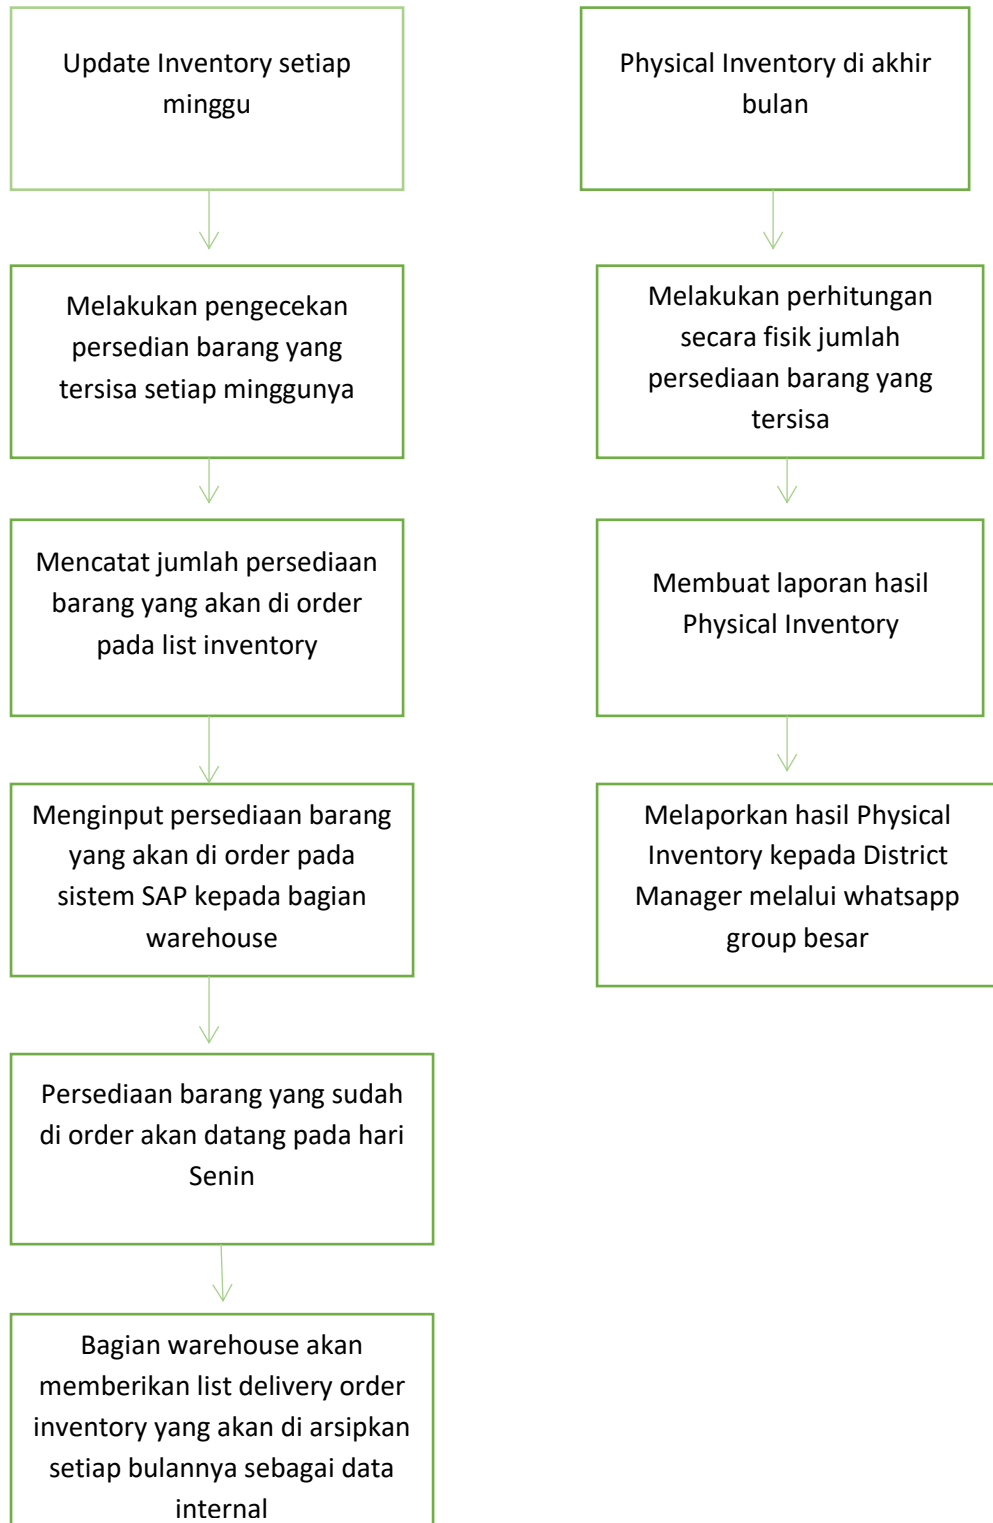 Update Inventory setiap
minggu
Melakukan pengecekan
persedian barang yang
tersisa setiap minggunya
Mencatat jumlah persediaan
barang yang akan di order
pada list inventory
Menginput persediaan barang
yang akan di order pada
sistem SAP kepada bagian
warehouse
Persediaan barang yang sudah
di order akan datang pada hari
Senin
Bagian warehouse akan
memberikan list delivery order
inventory yang akan di arsipkan
setiap bulannya sebagai data
internal
Physical Inventory di akhir
bulan
Melakukan perhitungan
secara fisik jumlah
persediaan barang yang
tersisa
Membuat laporan hasil
Physical Inventory
Melaporkan hasil Physical
Inventory kepada District
Manager melalui whatsapp
group besar